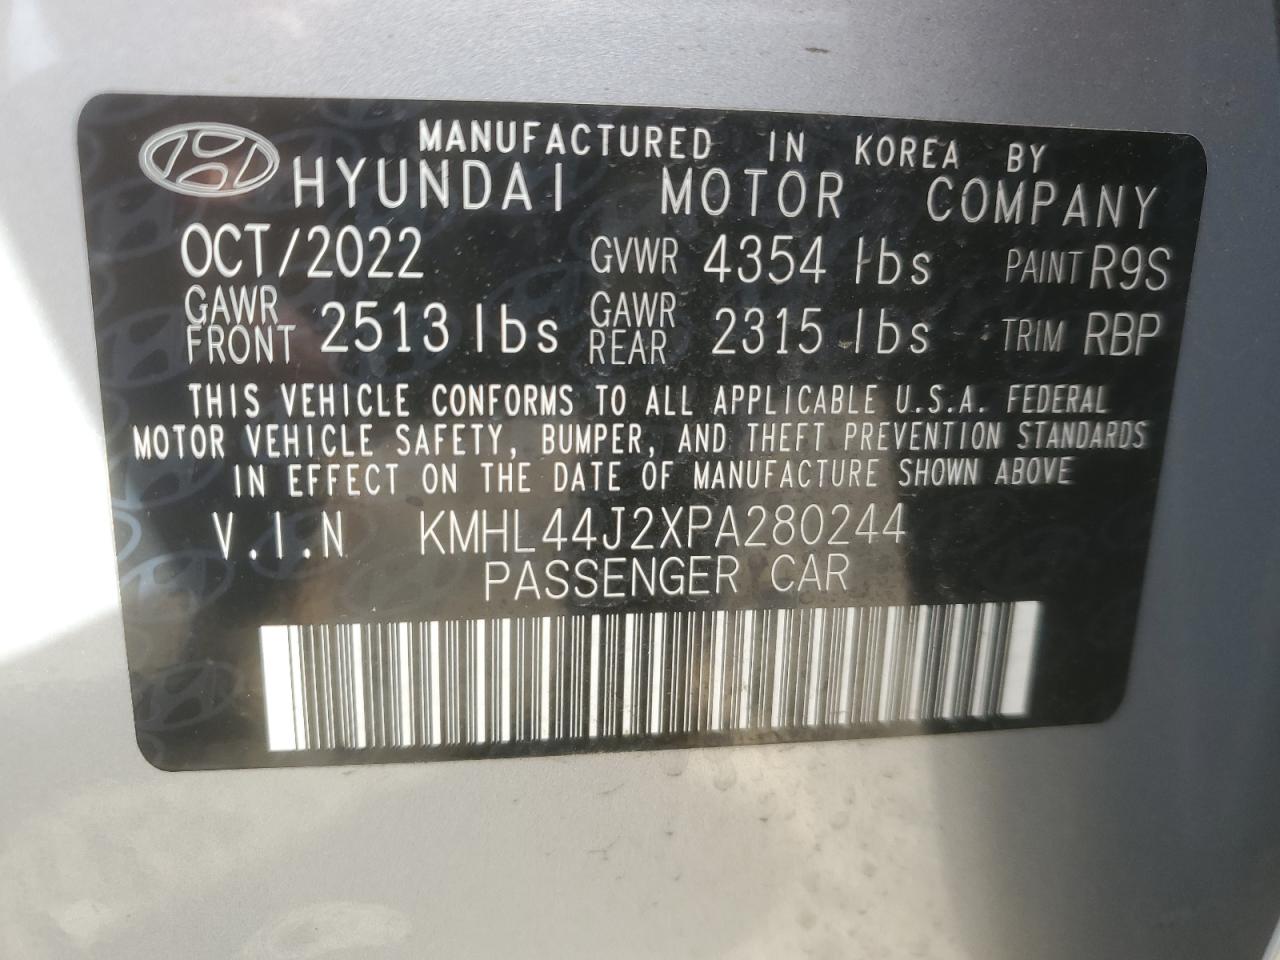 MANUFACTURED IN KOREA BY
HYUNDAI MOTOR COMPANY
OCT/2022 GVWR 4354 lbs PAINT R9S
GAWR FRONT 2513 lbs GAWR REAR 2315 lbs TRIM RBP
THIS VEHICLE CONFORMS TO ALL APPLICABLE U.S.A. FEDERAL
MOTOR VEHICLE SAFETY, BUMPER, AND THEFT PREVENTION STANDARDS
IN EFFECT ON THE DATE OF MANUFACTURE SHOWN ABOVE
V.I.N KMHL44J2XPA280244
PASSENGER CAR